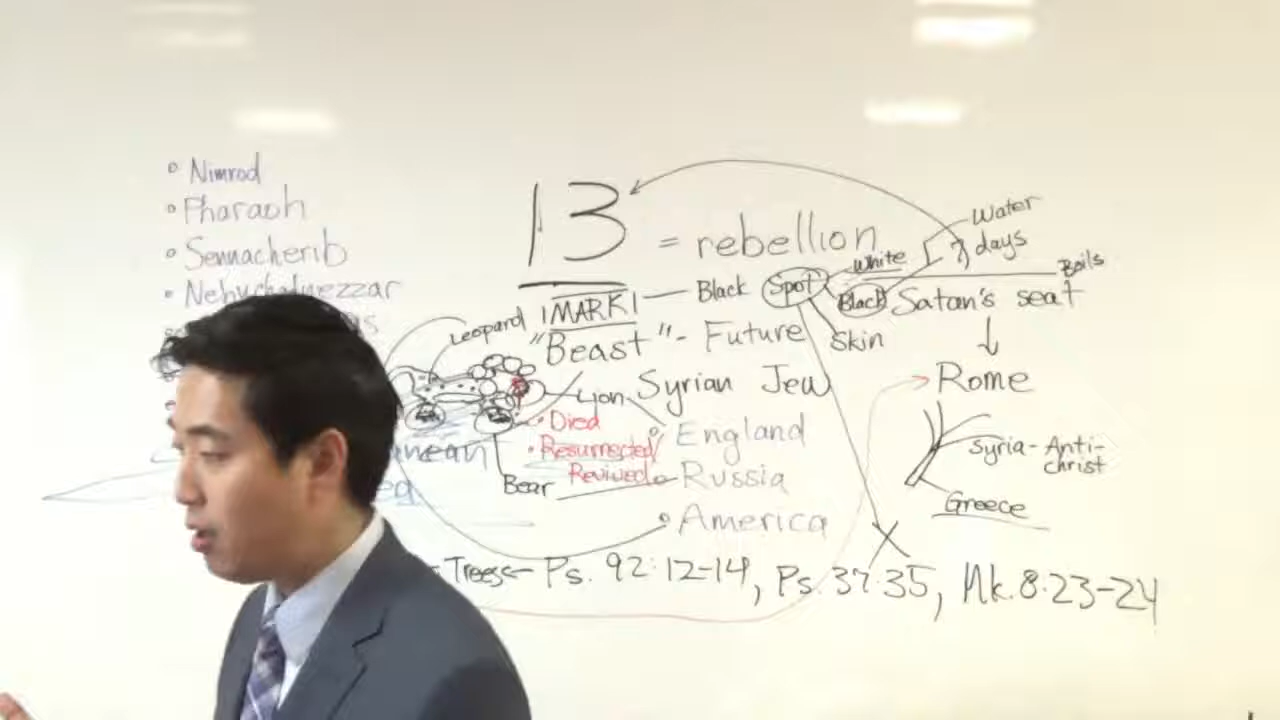 • Nimrod
• Pharaoh
• Sennacherib
• Nebuchadnezzar
13
= rebellion
Water
7 days
White
Boils
MARK
Black
Spot
Black
Satan's seat
Skin
Leopard
"Beast" - Future
Rome
Lion
Syrian Jew
• Died
England
• Resurrected/
Revived
Syria - Anti-
christ
Bear
Russia
Greece
America
Trees ← Ps. 92:12-14, Ps. 37:35, Mk. 8:23-24